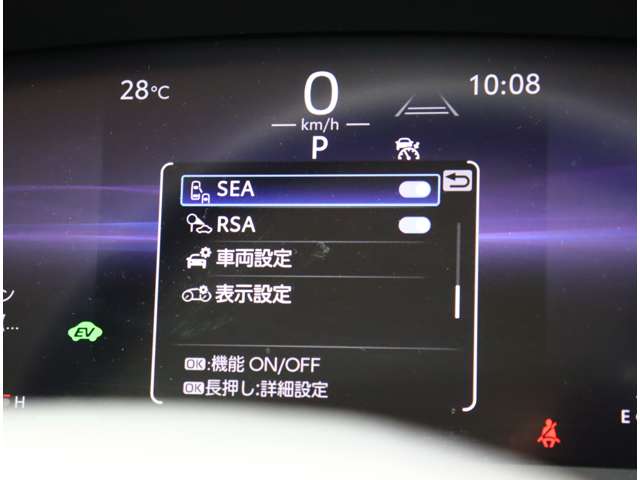 28°C
0
km/h
10:08
P
SEA
RSA
車両設定
表示設定
ン
EV
OK:機能 ON/OFF
OK長押し:詳細設定
H
E